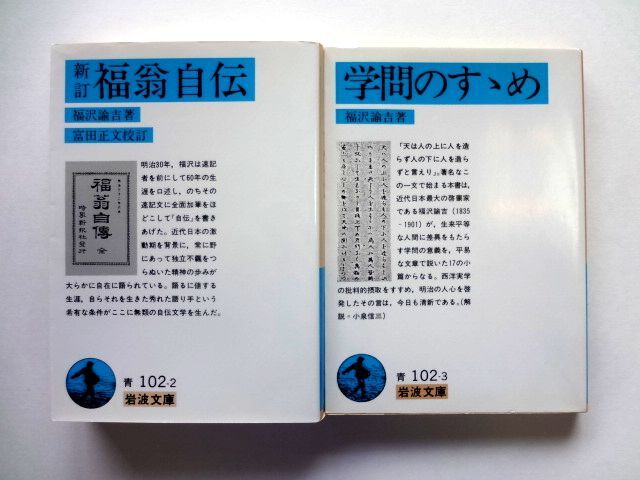 新訂 福翁自伝
福沢諭吉著
富田正文校訂
明治30年，福沢は速記
者を前にして60年の生
涯を口述し，のちその
速記文に全面加筆をほ
どこして「自伝」を書き
あげた。近代日本の激
動期を背景に，常に野
にあって独立不羈をつ
らぬいた精神の歩みが
大らかに自在に語られている。語るに値する
生涯，自らそれを生きた秀れた語り手という
希有な条件がここに無類の自伝文学を生んだ。
福翁自傳 全
時事新報社發行
青 102-2
岩波文庫
学問のすゝめ
福沢諭吉著
「天は人の上に人を造
らず人の下に人を造ら
ずと言えり」。著名なこ
の一文で始まる本書は，
近代日本最大の啓蒙家
である福沢諭吉（1835
-1901）が，生来平等
な人間に差異をもたら
す学問の意義を，平易
な文章で説いた17の小
篇からなる。西洋実学
の批判的摂取をすすめ，明治の人心を啓
発したその言は，今日も清新である。（解
説＝小泉信三）
青 102-3
岩波文庫